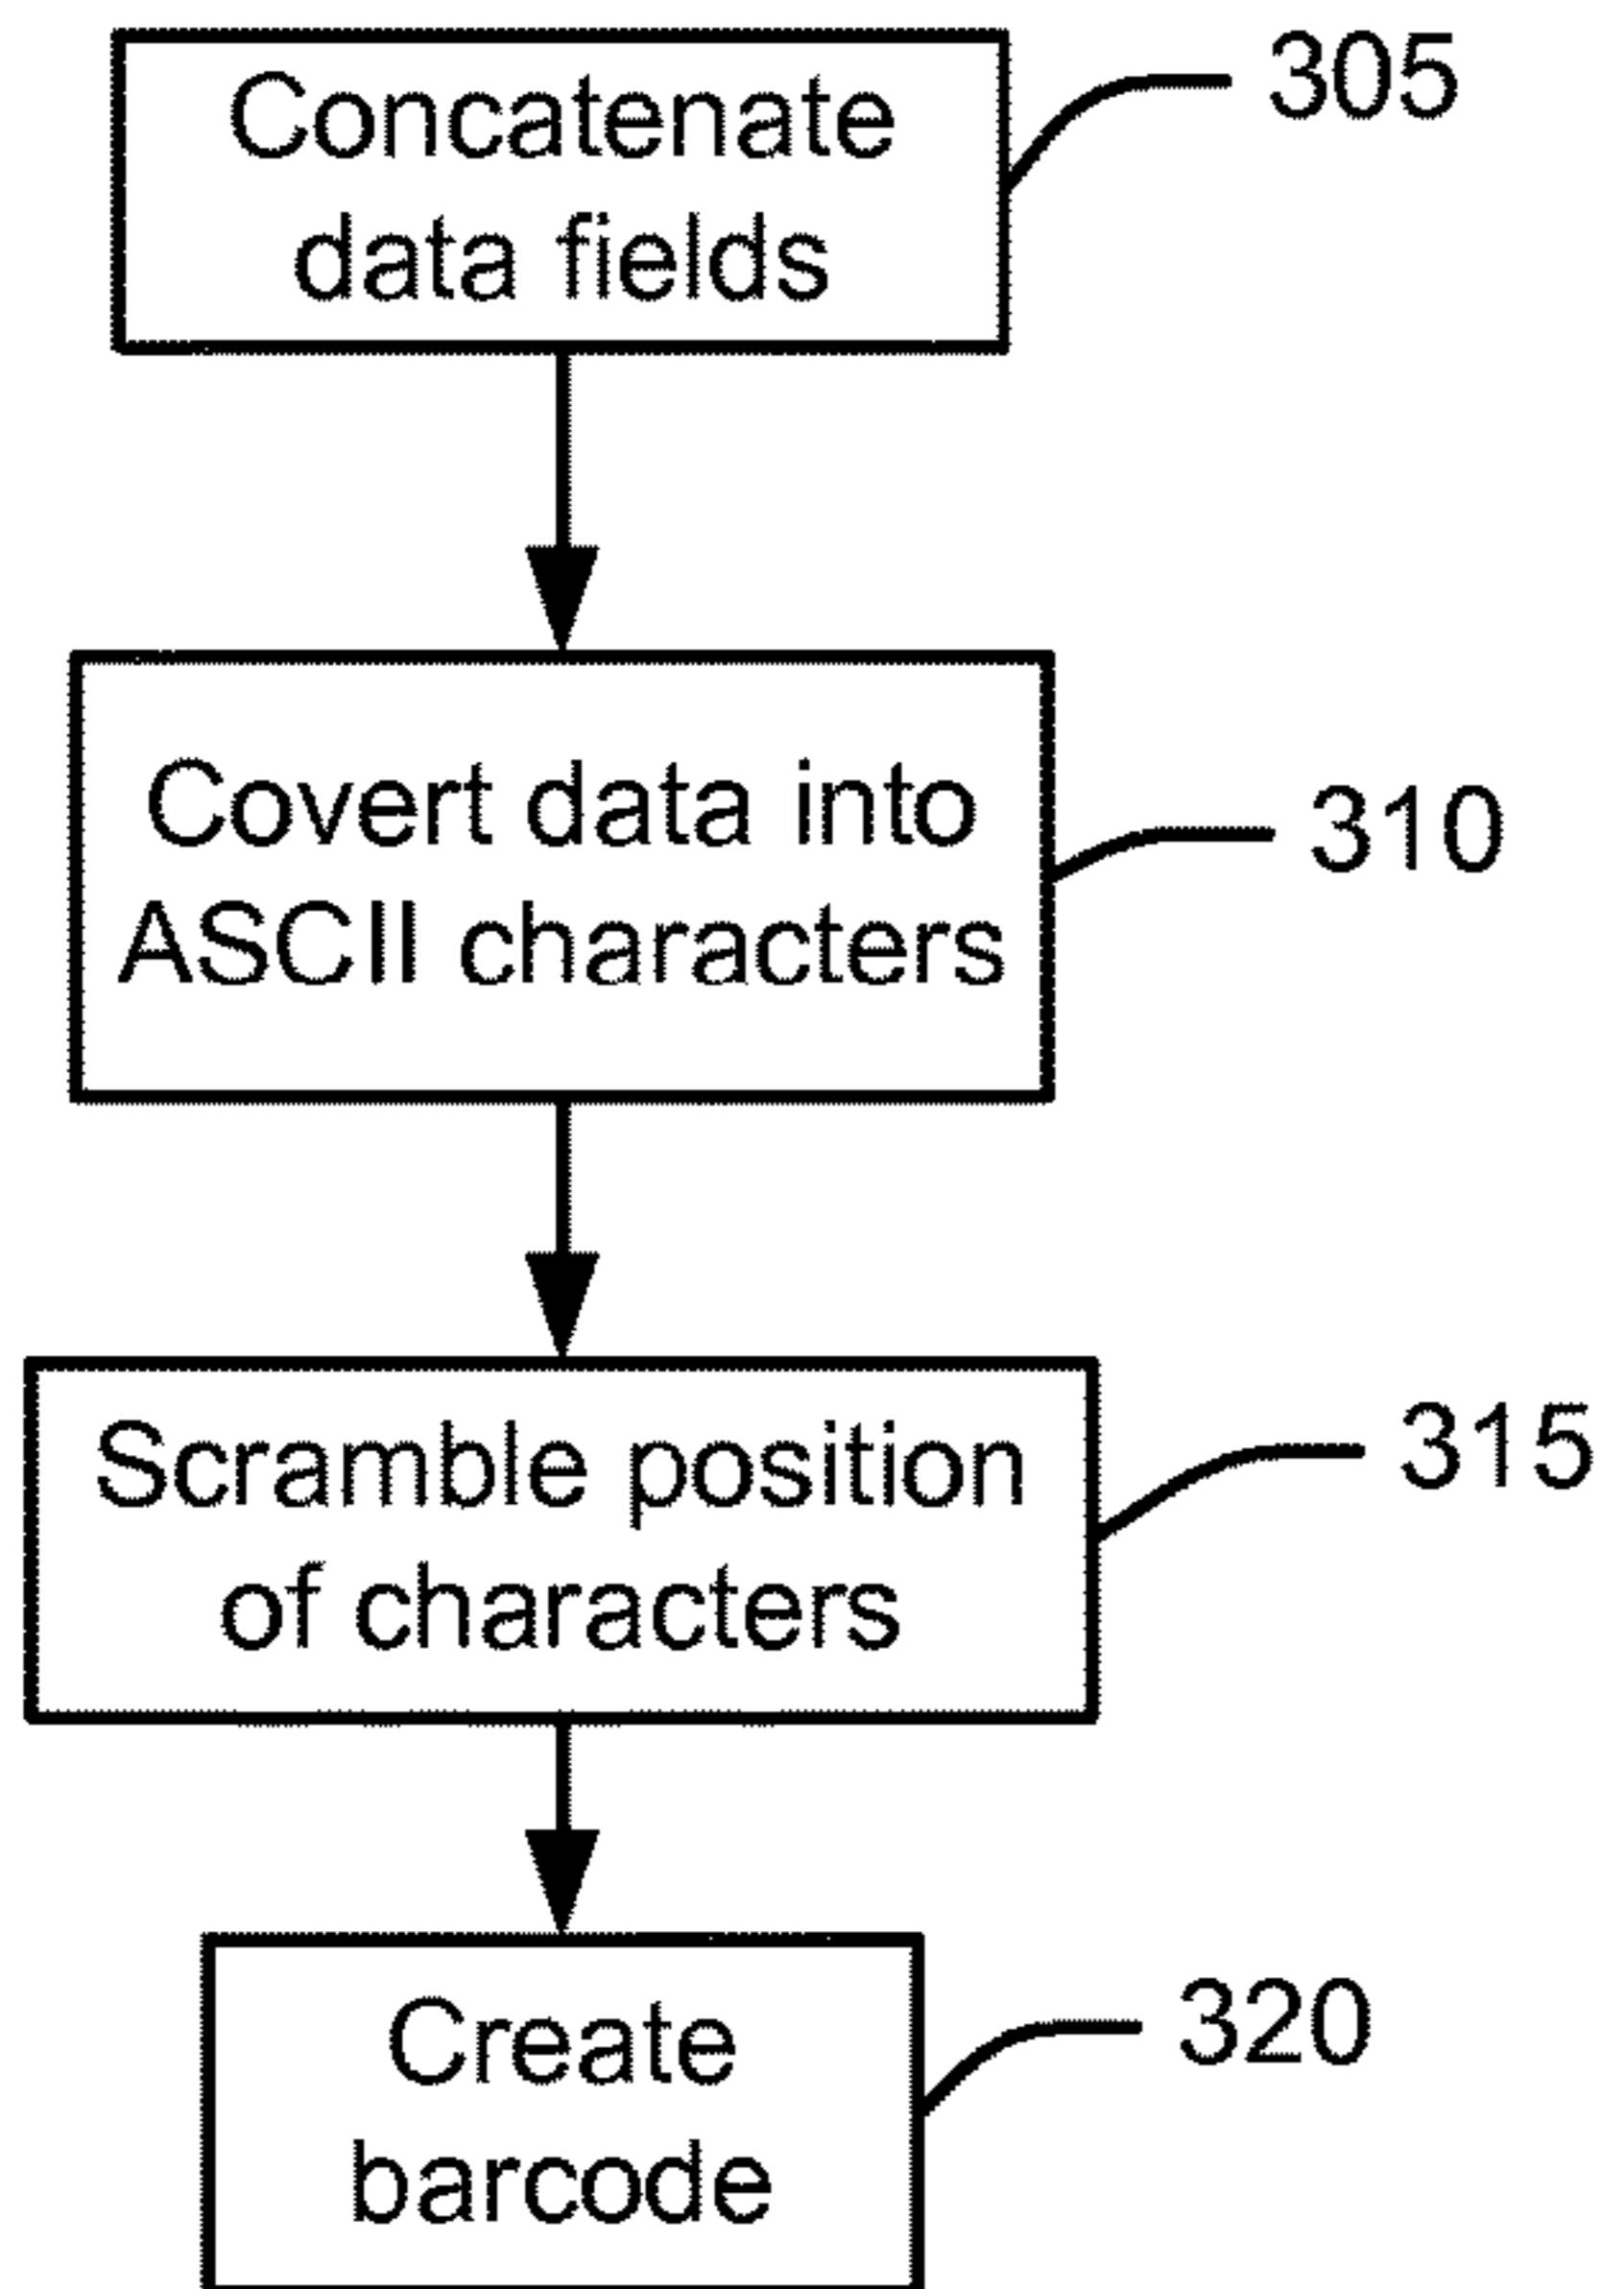 Concatenate
data fields
305
Covert data into
ASCII characters
310
Scramble position
of characters
315
Create
barcode
320